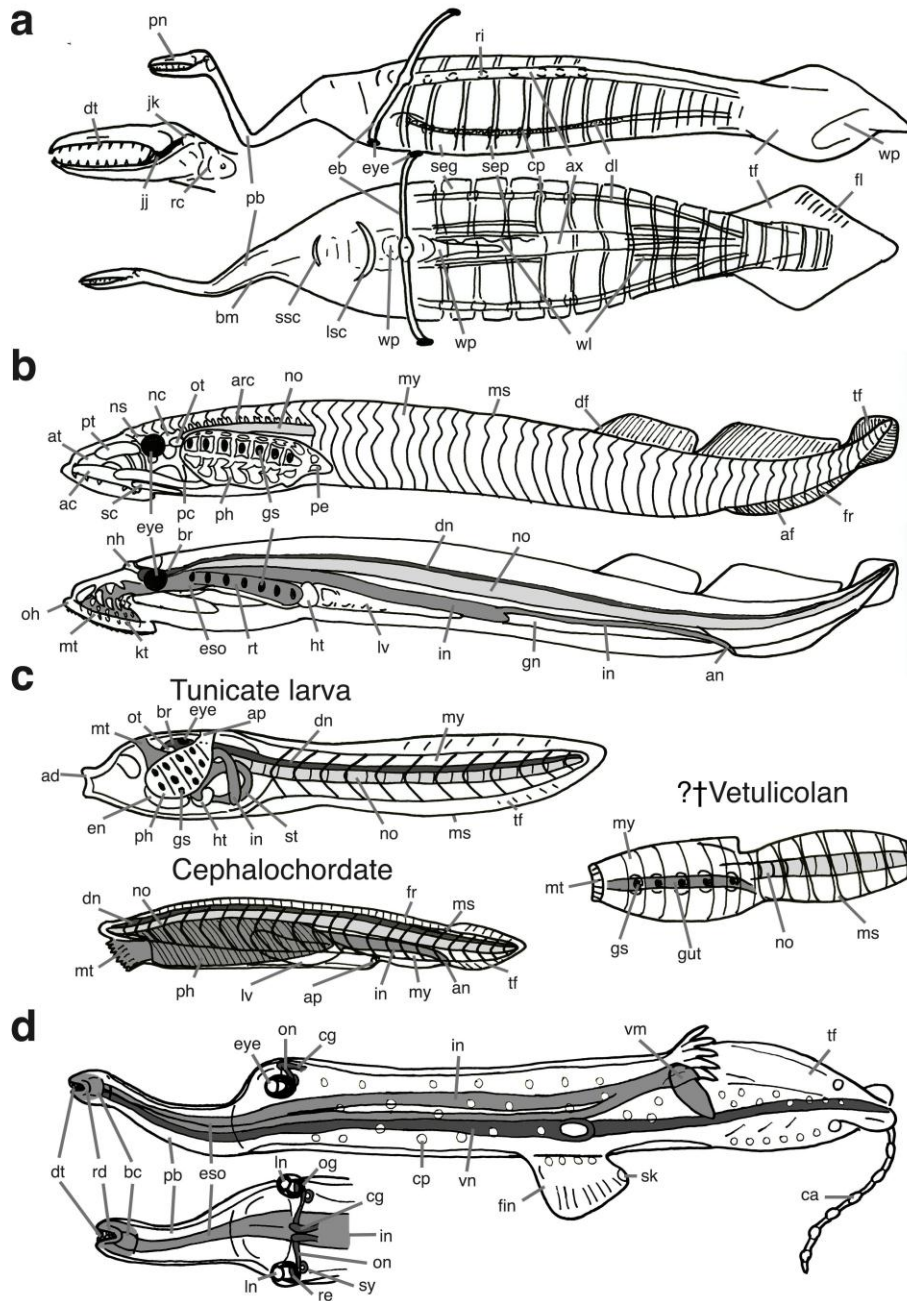 a
pn
ri
dt
jk
jj
rc
pb
eye
eb
seg
sep
cp
ax
dl
tf
wp
fl
bm
ssc
lsc
wp
wp
wl
b
at
pt
ns
nc
ot
arc
no
my
ms
df
tf
ac
sc
eye
pc
ph
gs
pe
af
fr
nh
br
dn
no
oh
mt
kt
eso
rt
ht
lv
in
gn
in
an
c
Tunicate larva
mt
ot
br
eye
ap
dn
my
ad
en
ph
gs
ht
in
st
no
ms
tf
?†Vetulicolan
my
mt
gs
gut
no
ms
Cephalochordate
dn
no
fr
ms
mt
ph
lv
ap
in
my
an
tf
d
eye
on
cg
in
vm
tf
dt
rd
bc
pb
eso
cp
vn
fin
sk
ca
ln
og
cg
in
on
ln
re
sy